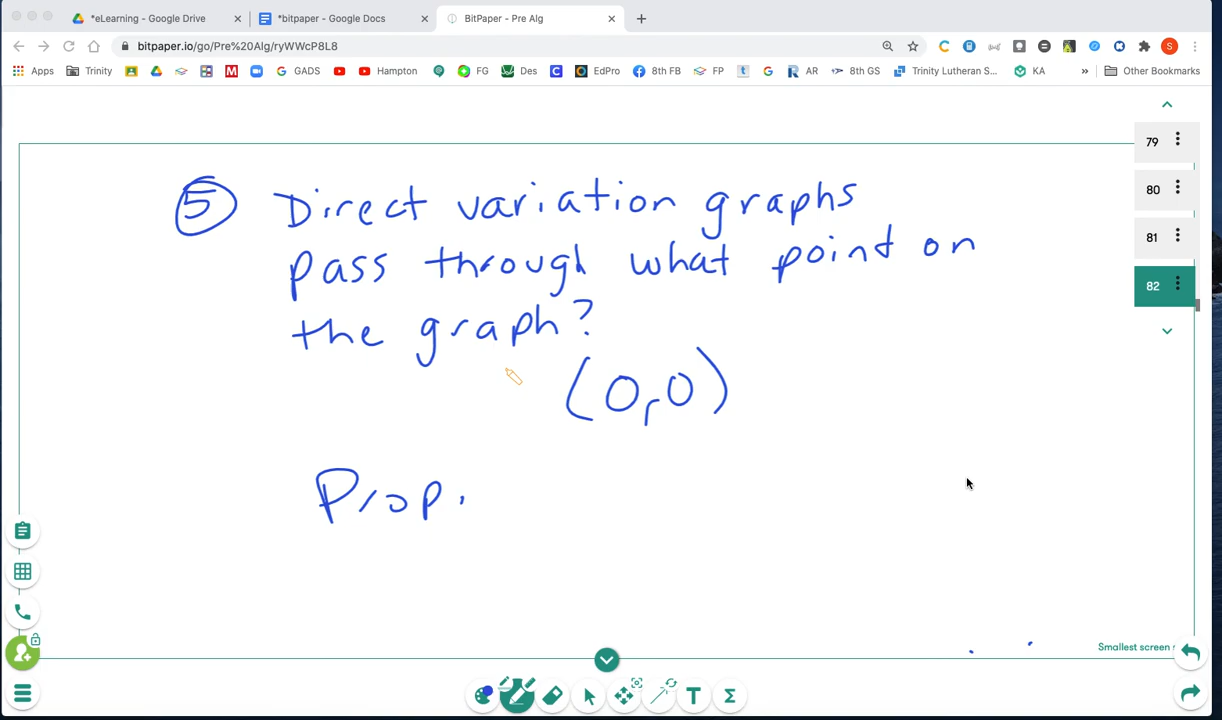 *eLearning - Google Drive
*bitpaper - Google Docs
BitPaper - Pre Alg
bitpaper.io/go/Pre%20Alg/ryWWcP8L8
Apps Trinity GADS Hampton FG Des EdPro 8th FB FP AR 8th GS Trinity Lutheran S... KA » Other Bookmarks
79
80
81
82
5 Direct variation graphs
pass through what point on
the graph?
(0,0)
Prop.
Smallest screen
T Σ